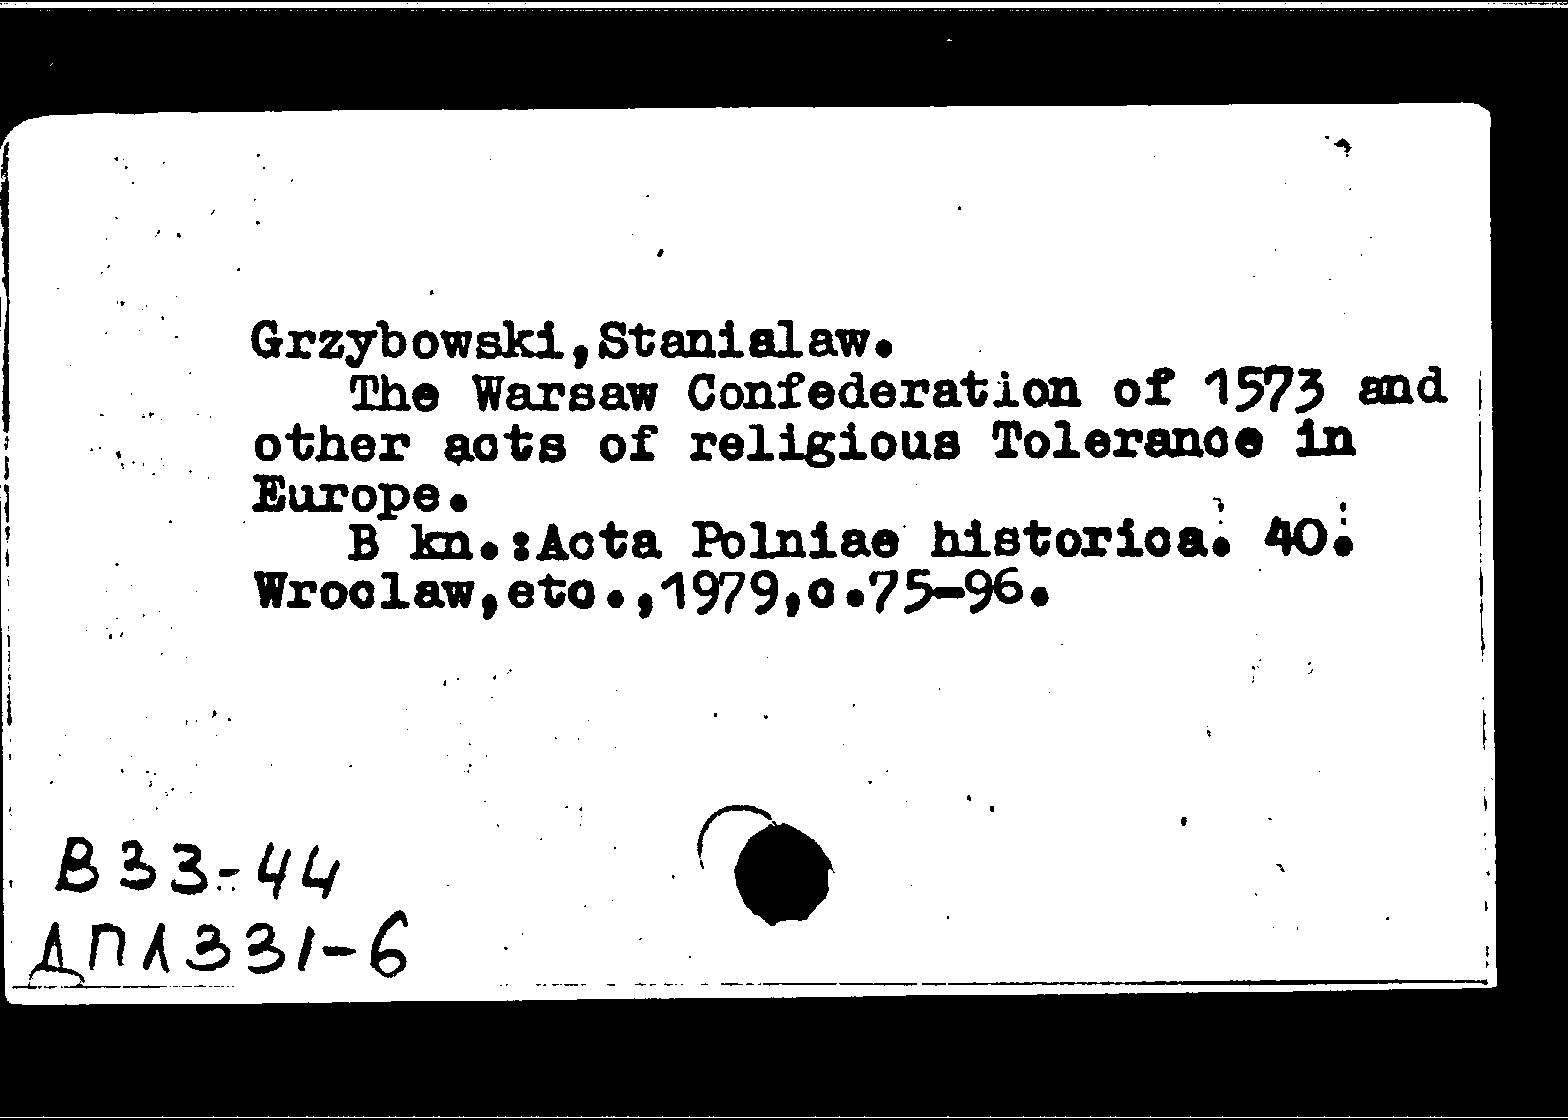 Grzybowski,Stanislaw.
The Warsaw Confederation of 1573 and
other acts of religious Tolerance in
Europe.
B kn.:Acta Polniae historica. 40.
Wroclaw,etc.,1979,c.75-96.
B33-44
ДПЛ331-6